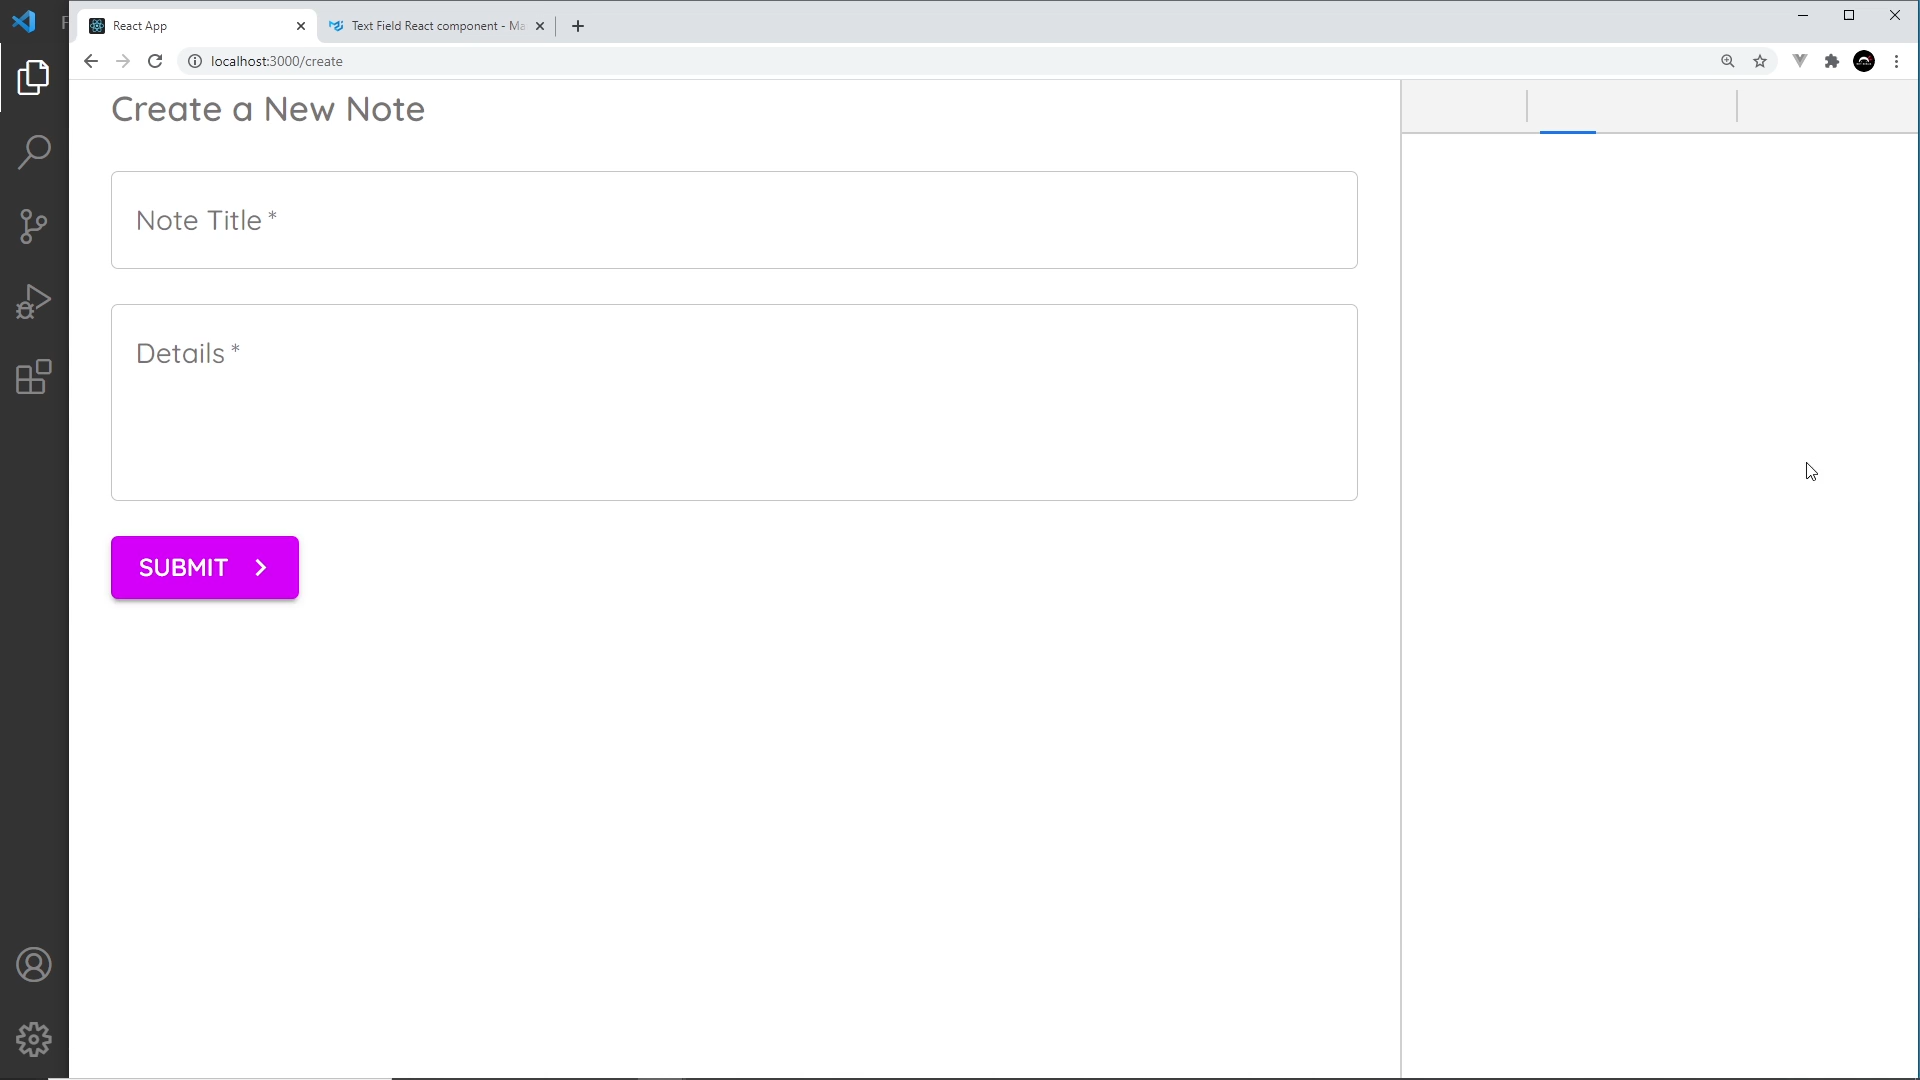 F
React App
Text Field React component - Ma
localhost:3000/create
Create a New Note
Note Title *
Details *
SUBMIT